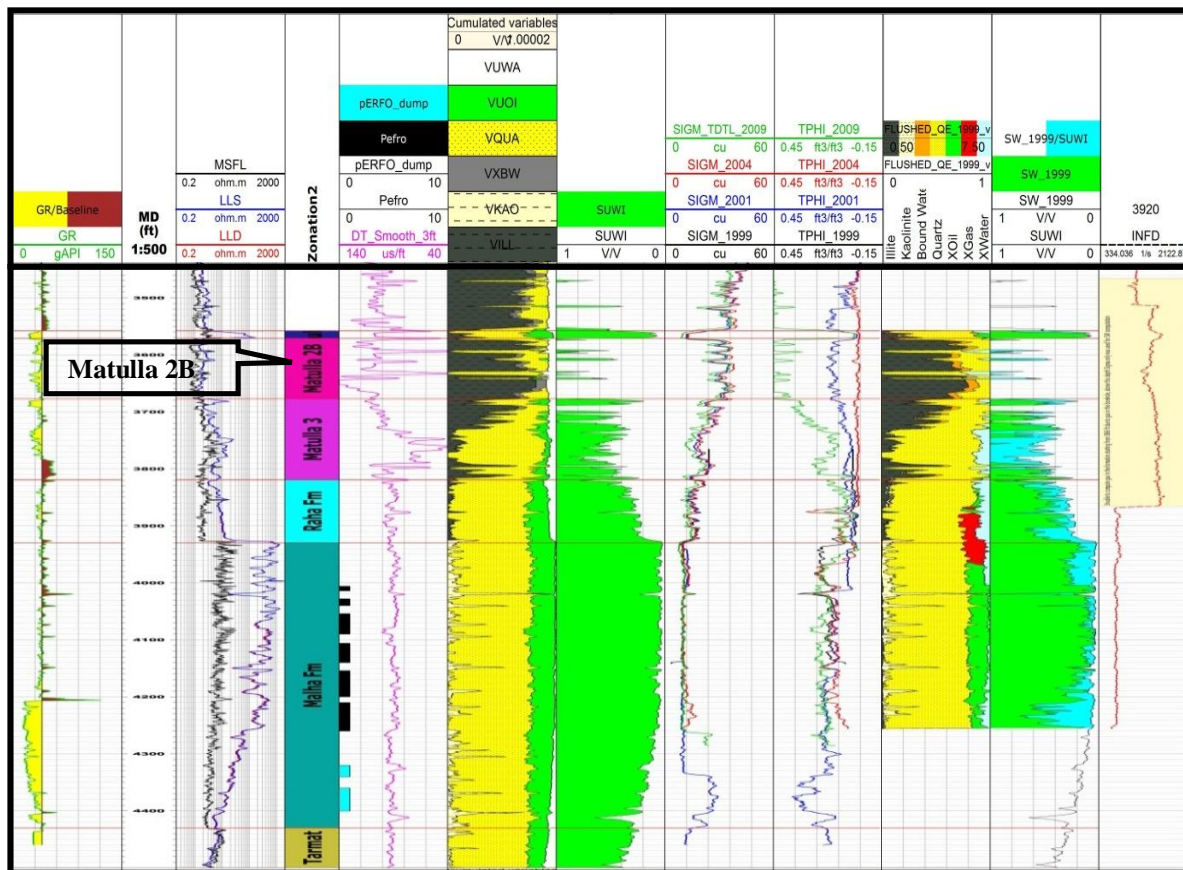 Cumulated variables
0 V/V 1.00002
VUWA
VUOI
VQUA
VXBW
VKAO
VILL
GR/Baseline
GR
0 gAPI 150
MD
(ft)
1:500
MSFL
0.2 ohm.m 2000
LLS
0.2 ohm.m 2000
LLD
0.2 ohm.m 2000
Zonation2
pERFO_dump
Pefro
pERFO_dump
0 10
Pefro
0 10
DT_Smooth_3ft
140 us/ft 40
SUWI
SUWI
1 V/V 0
SIGM_TDTL_2009
0 cu 60
SIGM_2004
0 cu 60
SIGM_2001
0 cu 60
SIGM_1999
0 cu 60
TPHI_2009
0.45 ft3/ft3 -0.15
TPHI_2004
0.45 ft3/ft3 -0.15
TPHI_2001
0.45 ft3/ft3 -0.15
TPHI_1999
0.45 ft3/ft3 -0.15
FLUSHED_QE_1999_v
0.50 7.50
FLUSHED_QE_1999_v
0 1
Illite
Kaolinite
Bound Wate
Quartz
XOil
XGas
XWater
SW_1999/SUWI
SW_1999
SW_1999
1 V/V 0
SUWI
1 V/V 0
3920
INFD
334.036 1/s 2122.8
3500
3600
3700
3800
3900
4000
4100
4200
4300
4400
Matulla 2B
Matulla 2B
Matulla 3
Raha Fm
Malha Fm
Tarmat